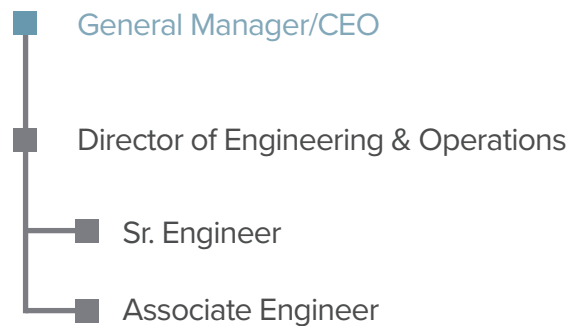 General Manager/CEO
Director of Engineering & Operations
Sr. Engineer
Associate Engineer